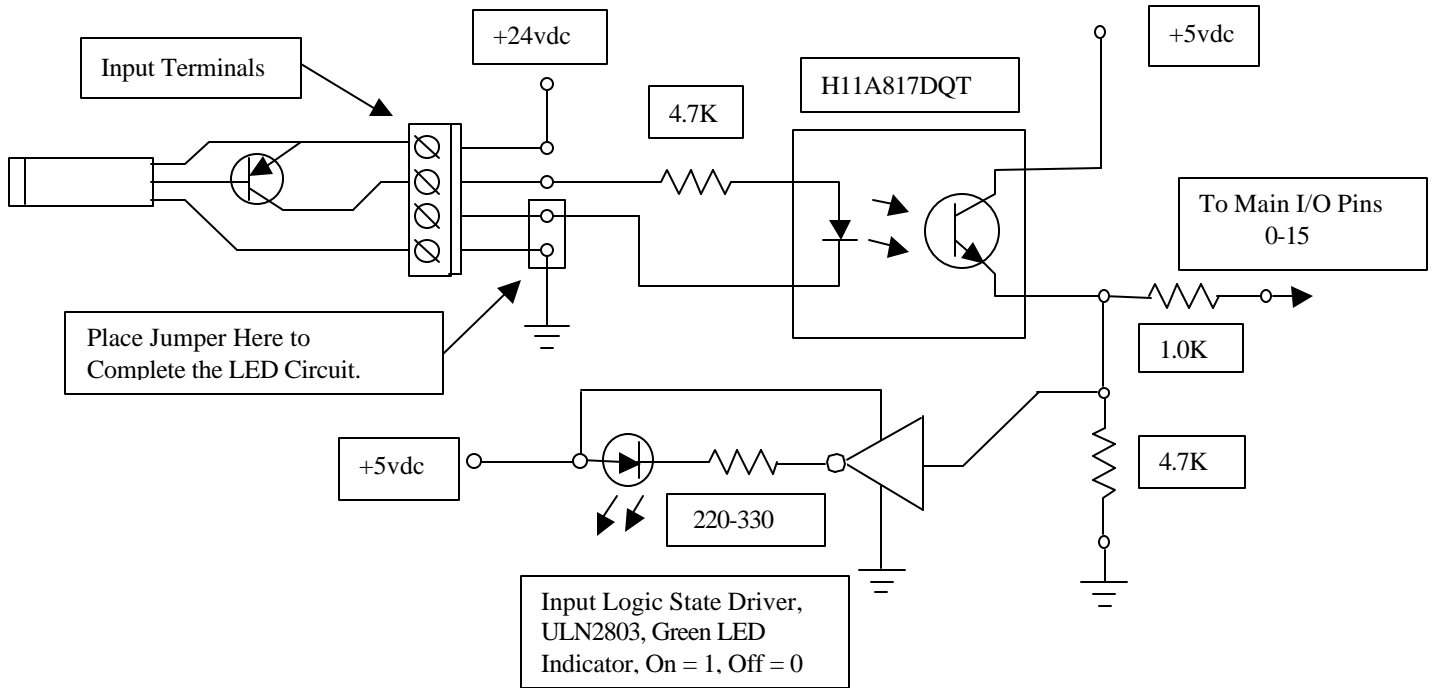 +24vdc
+5vdc
Input Terminals
H11A817DQT
4.7K
To Main I/O Pins
0-15
Place Jumper Here to
Complete the LED Circuit.
1.0K
+5vdc
4.7K
220-330
Input Logic State Driver,
ULN2803, Green LED
Indicator, On = 1, Off = 0